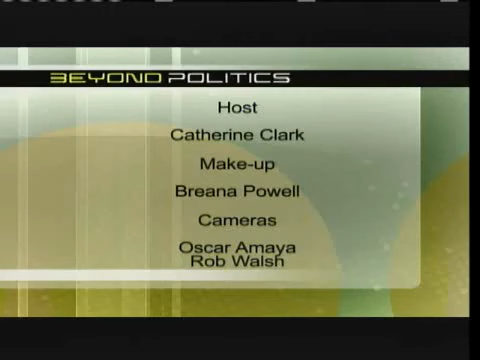 BEYOND POLITICS
Host
Catherine Clark
Make-up
Breana Powell
Cameras
Oscar Amaya
Rob Walsh